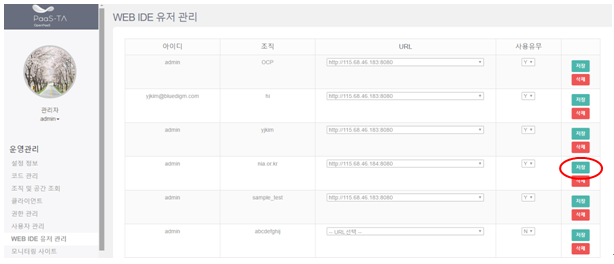 PaaS-TA
관리자
admin
운영관리
설정 정보
코드 관리
조직 및 공간 조회
클라이언트
권한 관리
사용자 관리
WEB IDE 유저 관리
모니터링 사이트
WEB IDE 유저 관리
아이디 조직 URL 사용유무
admin OCP http://115.68.46.183:8080 Y 저장
삭제
yjkim@bluedigm.com hi http://115.68.46.183:8080 Y 저장
삭제
admin yjkim http://115.68.46.183:8080 Y 저장
삭제
admin nia.or.kr http://115.68.46.184:8080 Y 저장
삭제
admin sample_test http://115.68.46.183:8080 Y 저장
삭제
admin -- URL선택 -- N 저장
삭제